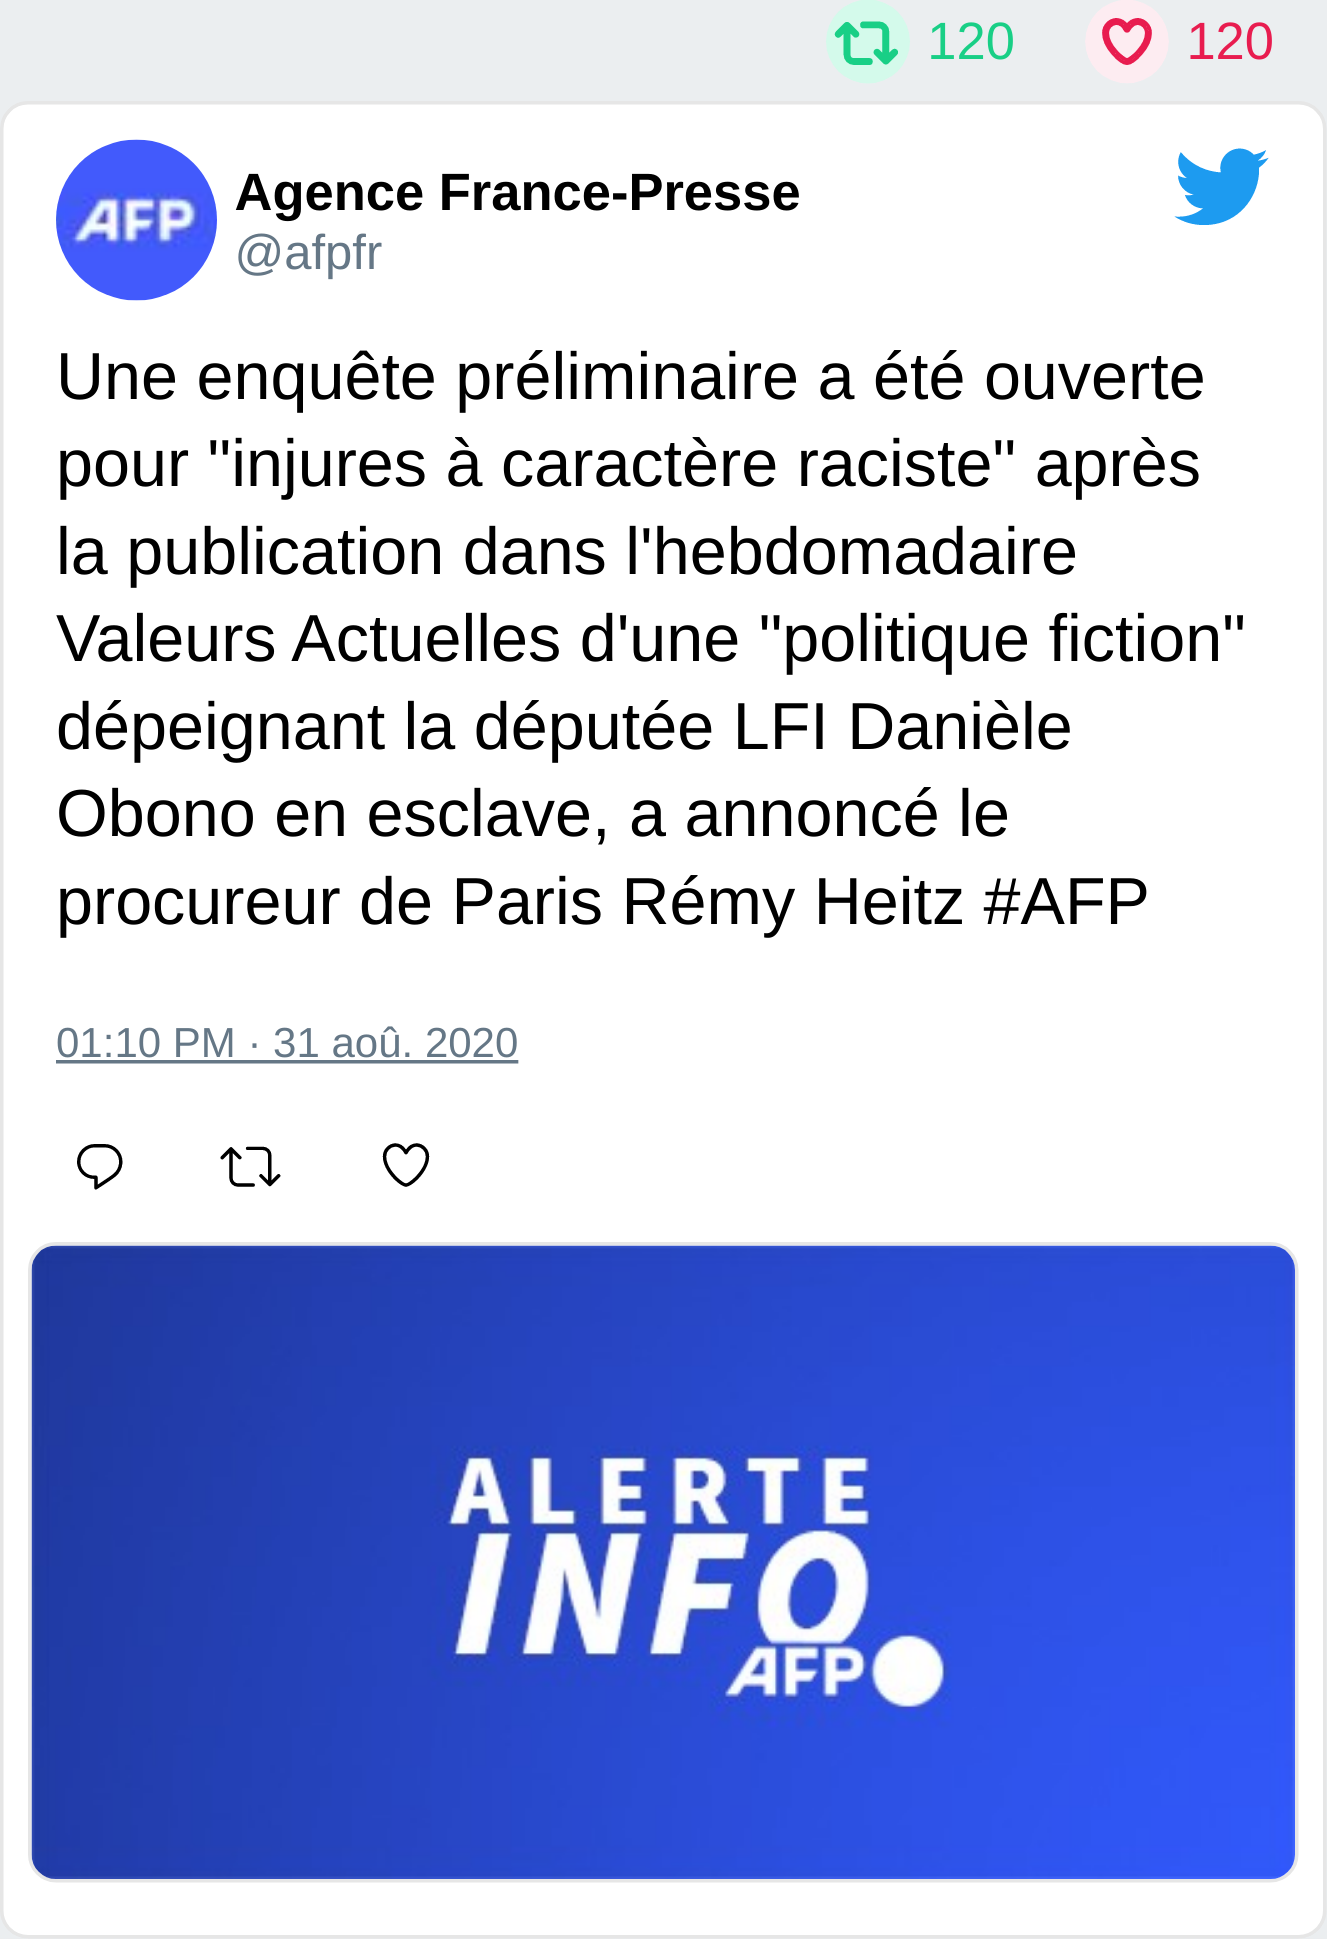 120 120
AFP
Agence France-Presse
@afpfr
Une enquête préliminaire a été ouverte
pour "injures à caractère raciste" après
la publication dans l'hebdomadaire
Valeurs Actuelles d'une "politique fiction"
dépeignant la députée LFI Danièle
Obono en esclave, a annoncé le
procureur de Paris Rémy Heitz #AFP
01:10 PM · 31 aoû. 2020
ALERTE
INFO
AFP